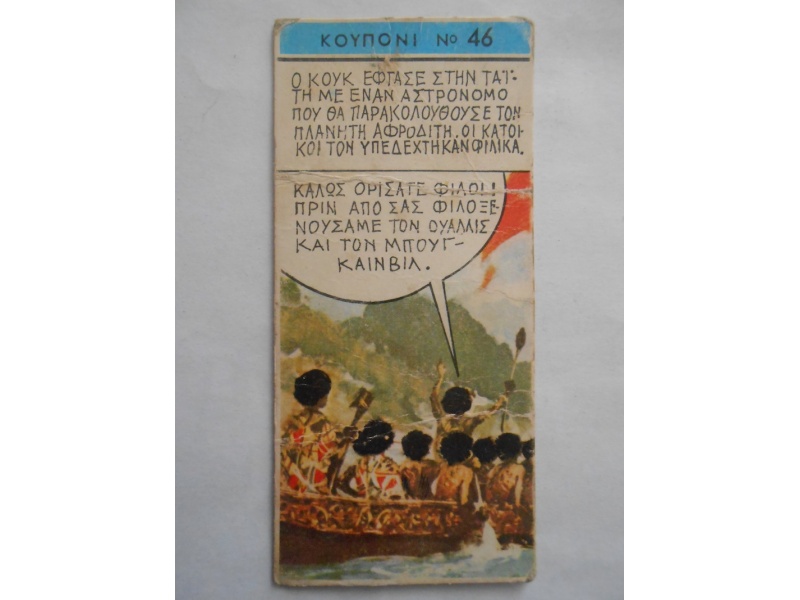 ΚΟΥΠΟΝΙ Νο 46
Ο ΚΟΥΚ ΕΦΤΑΣΕ ΣΤΗΝ ΤΑΪ-
ΤΗ ΜΕ ΕΝΑΝ ΑΣΤΡΟΝΟΜΟ
ΠΟΥ ΘΑ ΠΑΡΑΚΟΛΟΥΘΟΥΣΕ ΤΟΝ
ΠΛΑΝΗΤΗ ΑΦΡΟΔΙΤΗ. ΟΙ ΚΑΤΟΙ-
ΚΟΙ ΤΟΝ ΥΠΕΔΕΧΤΗΚΑΝ ΦΙΛΙΚΑ.
ΚΑΛΩΣ ΟΡΙΣΑΤΕ ΦΙΛΟΙ!
ΠΡΙΝ ΑΠΟ ΣΑΣ ΦΙΛΟΞΕ-
ΝΟΥΣΑΜΕ ΤΟΝ ΟΥΑΛΛΙΣ
ΚΑΙ ΤΟΝ ΜΠΟΥΓ-
ΚΑΙΝΒΙΛ.